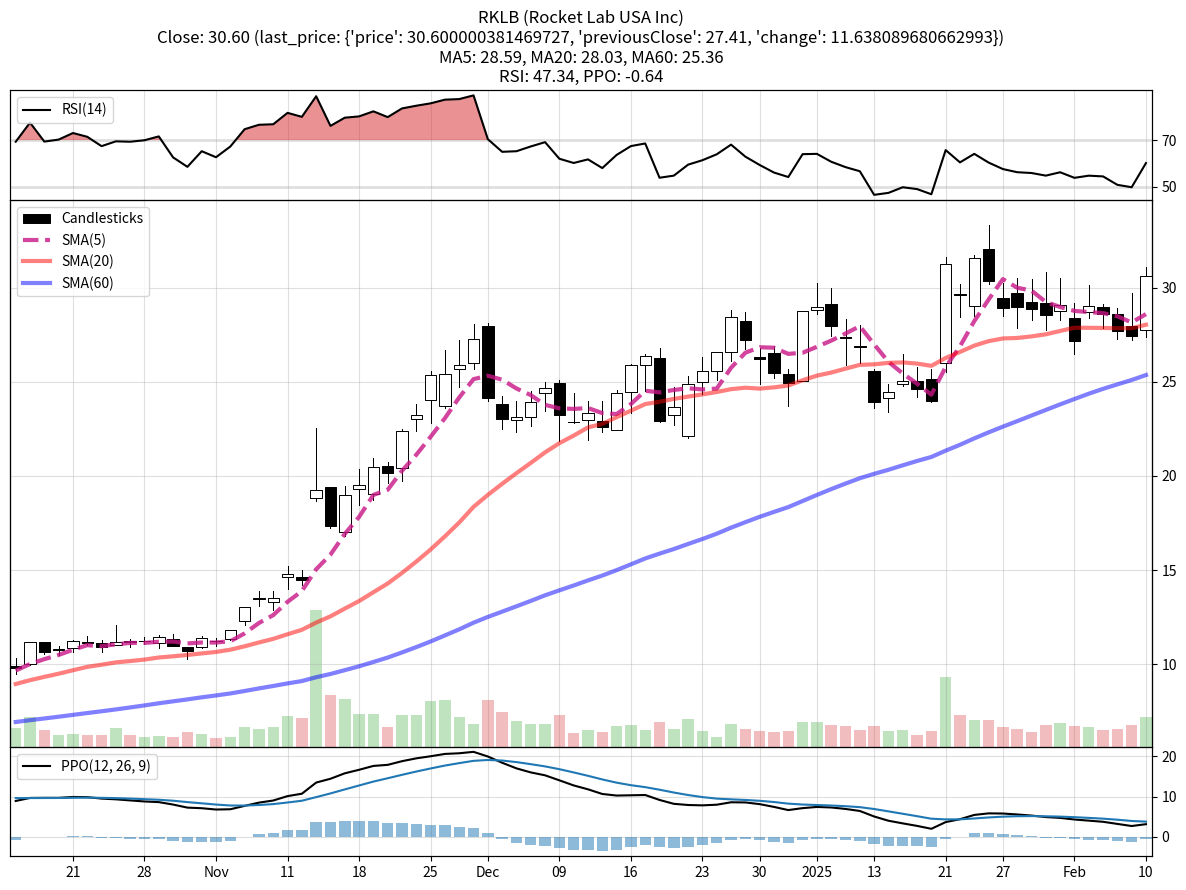 RKLB (Rocket Lab USA Inc)
Close: 30.60 (last_price: {'price': 30.600000381469727, 'previousClose': 27.41, 'change': 11.638089680662993})
MA5: 28.59, MA20: 28.03, MA60: 25.36
RSI: 47.34, PPO: -0.64
RSI(14)
70
50
Candlesticks
SMA(5)
SMA(20)
SMA(60)
30
25
20
15
10
PPO(12, 26, 9)
20
10
0
21 28 Nov 11 18 25 Dec 09 16 23 30 2025 13 21 27 Feb 10